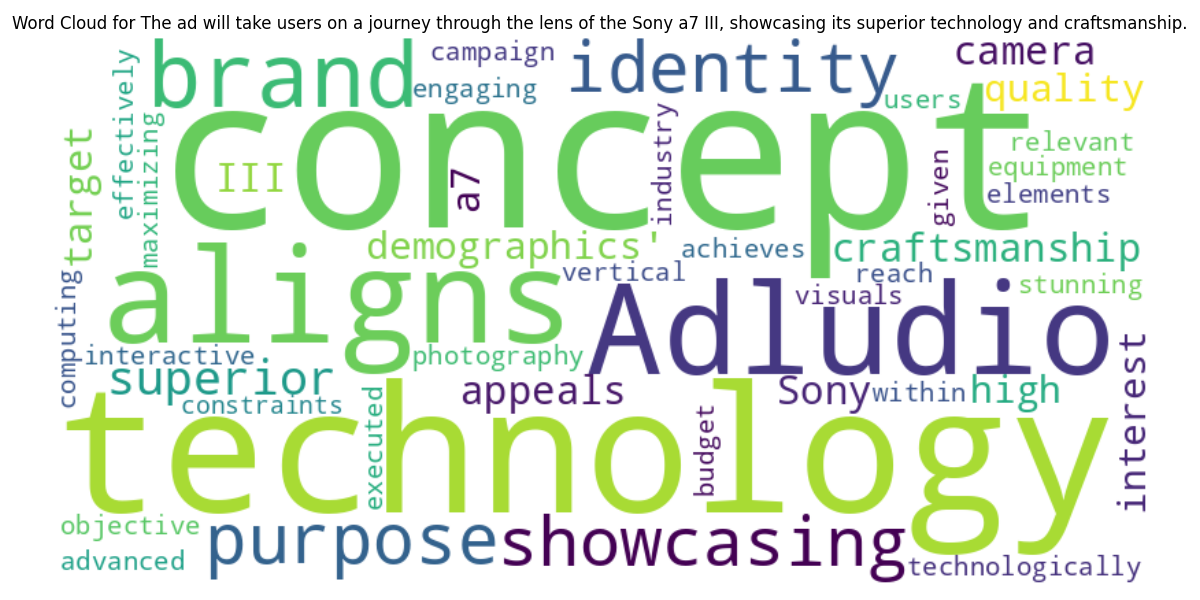 Word Cloud for The ad will take users on a journey through the lens of the Sony a7 III, showcasing its superior technology and craftsmanship.
brand
campaign
engaging
identity
camera
quality
users
effectively
maximizing
target
concept
III
a7
industry
given
relevant
equipment
elements
demographics'
achieves
craftsmanship
aligns
vertical
reach
visuals
stunning
Adludio
computing
interactive
photography
superior
constraints
appeals
Sony
within
high
interest
technology
executed
budget
objective
advanced
purpose
showcasing
technologically